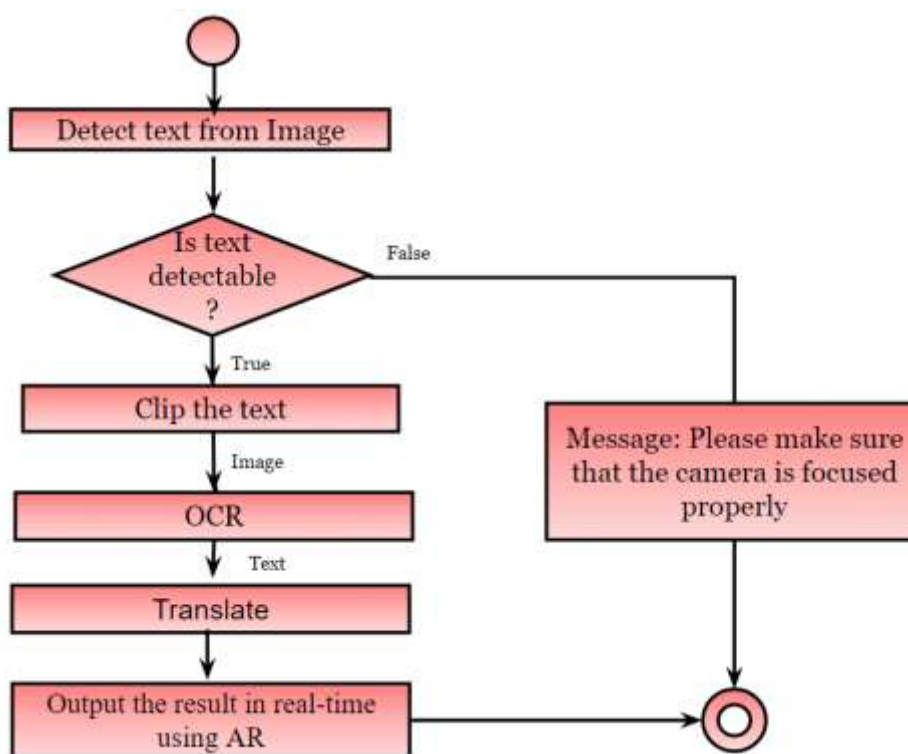 Detect text from Image
Is text
detectable
?
False
True
Clip the text
Message: Please make sure
that the camera is focused
properly
Image
OCR
Text
Translate
Output the result in real-time
using AR